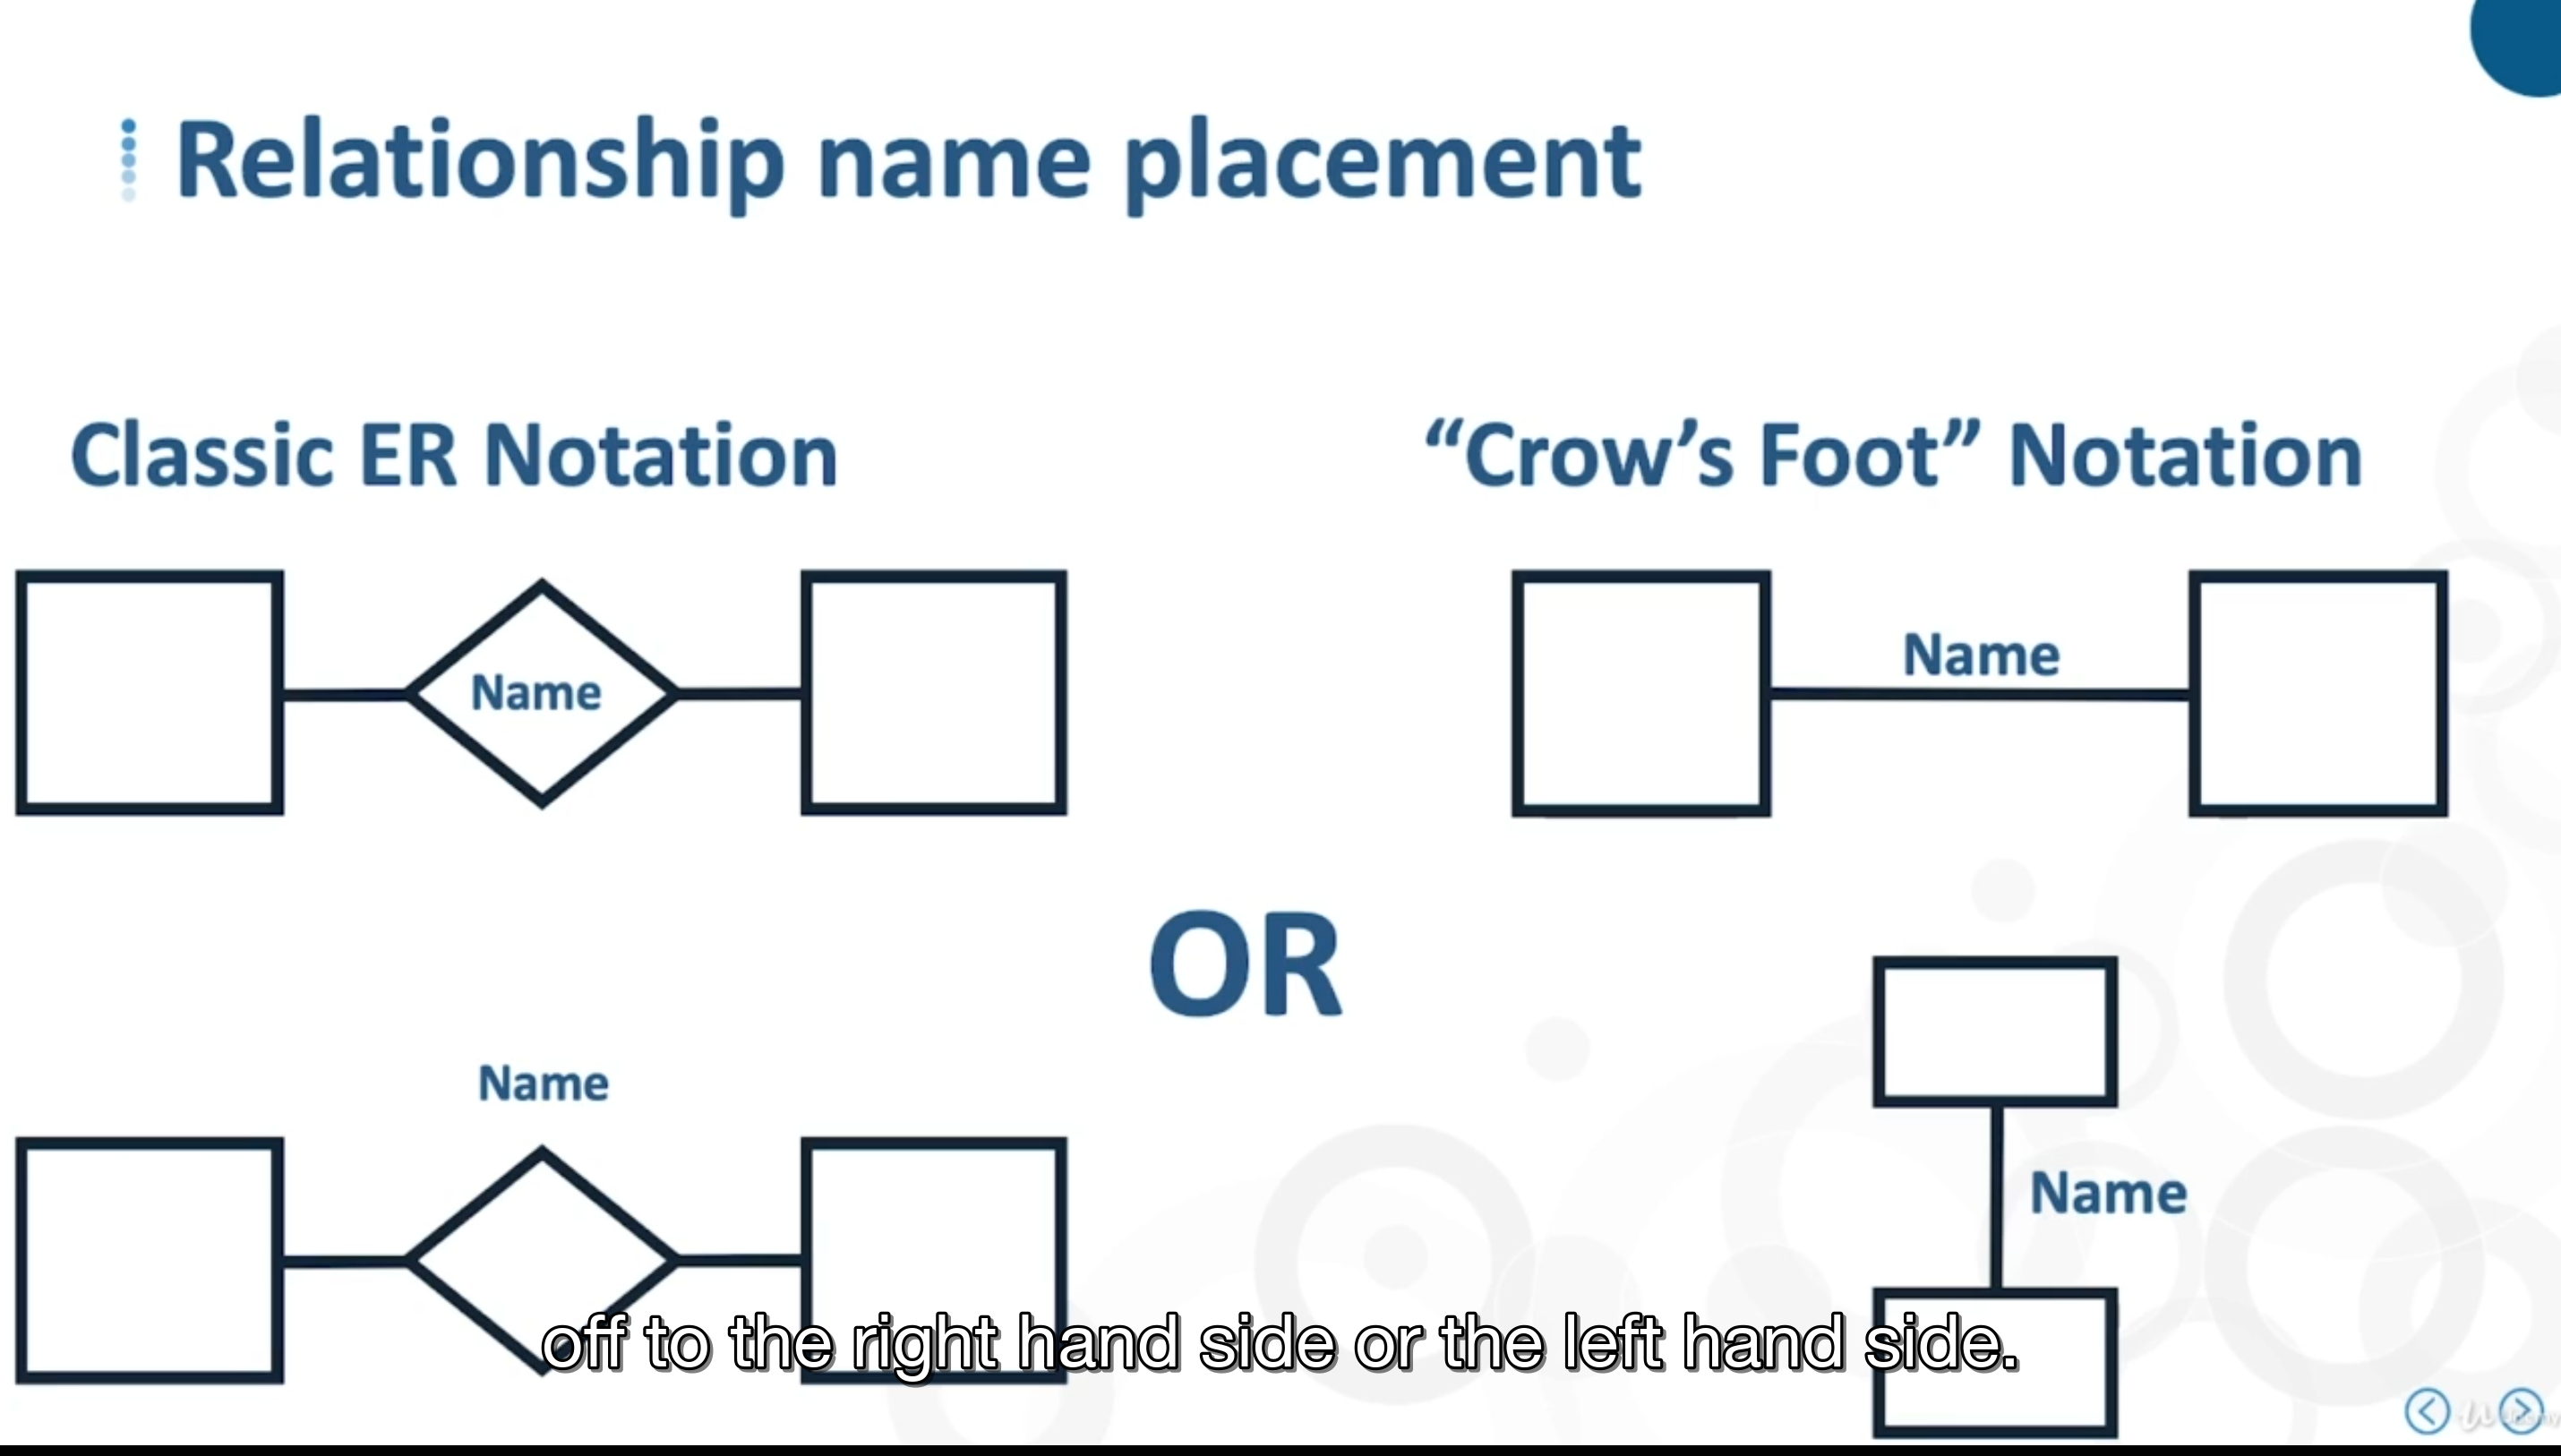 Relationship name placement
Classic ER Notation
“Crow’s Foot” Notation
Name
Name
OR
Name
Name
off to the right hand side or the left hand side.